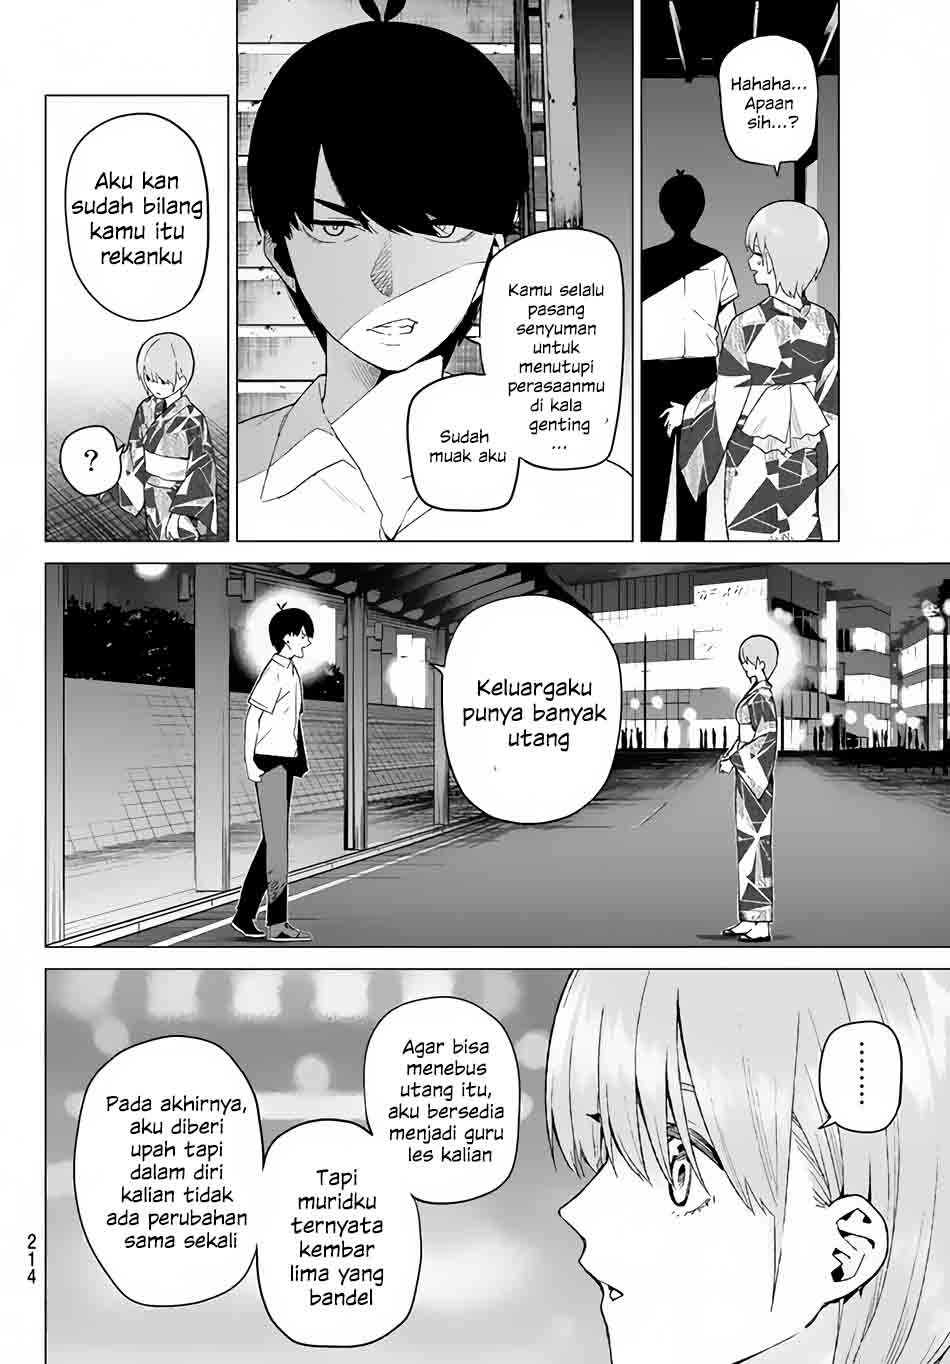 Hahaha...
Apaan
sih...?
Kamu selalu
pasang
senyuman
untuk
menutupi
perasaanmu
di kala
genting
...
Sudah
muak aku
Aku kan
sudah bilang
kamu itu
rekanku
?
Keluargaku
punya banyak
utang
.........
Agar bisa
menebus
utang itu,
aku bersedia
menjadi guru
les kalian
Tapi
muridku
ternyata
kembar
lima yang
bandel
Pada akhirnya,
aku diberi
upah tapi
dalam diri
kalian tidak
ada perubahan
sama sekali
214